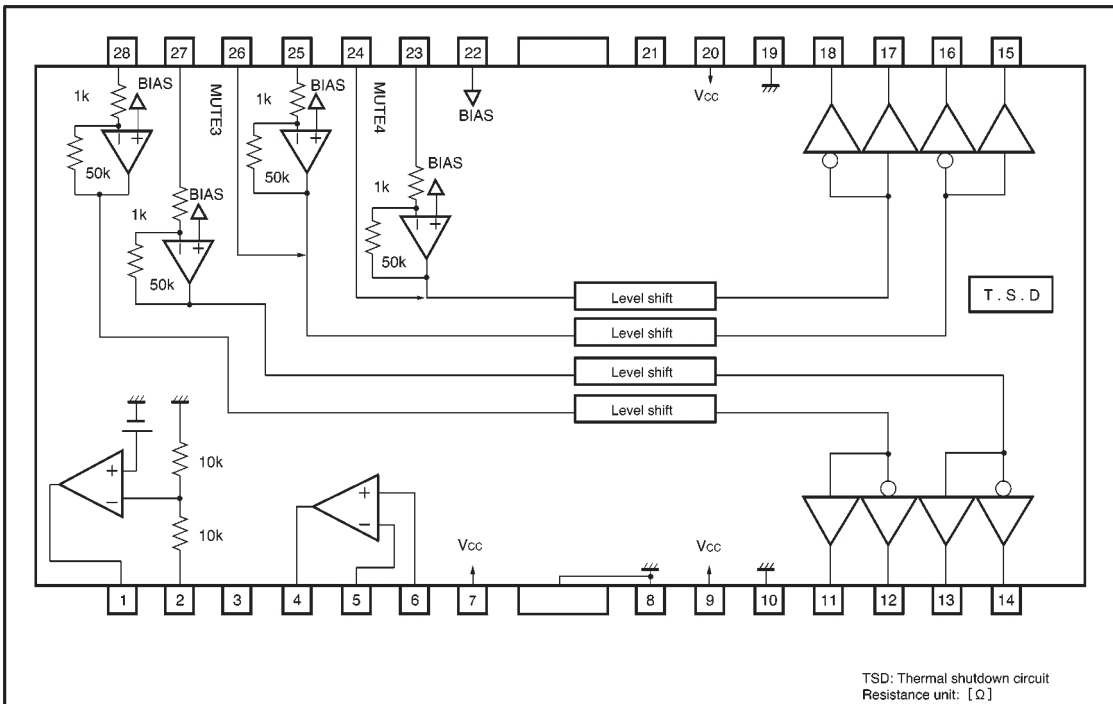 28 27 26 25 24 23 22 21 20 19 18 17 16 15
1k
BIAS
MUTE3
1k
BIAS
MUTE4
BIAS
Vcc
50k
50k
1k
BIAS
1k
BIAS
50k
50k
Level shift
T.S.D
Level shift
Level shift
Level shift
10k
10k
Vcc
Vcc
1 2 3 4 5 6 7 8 9 10 11 12 13 14
TSD: Thermal shutdown circuit
Resistance unit: [Ω]